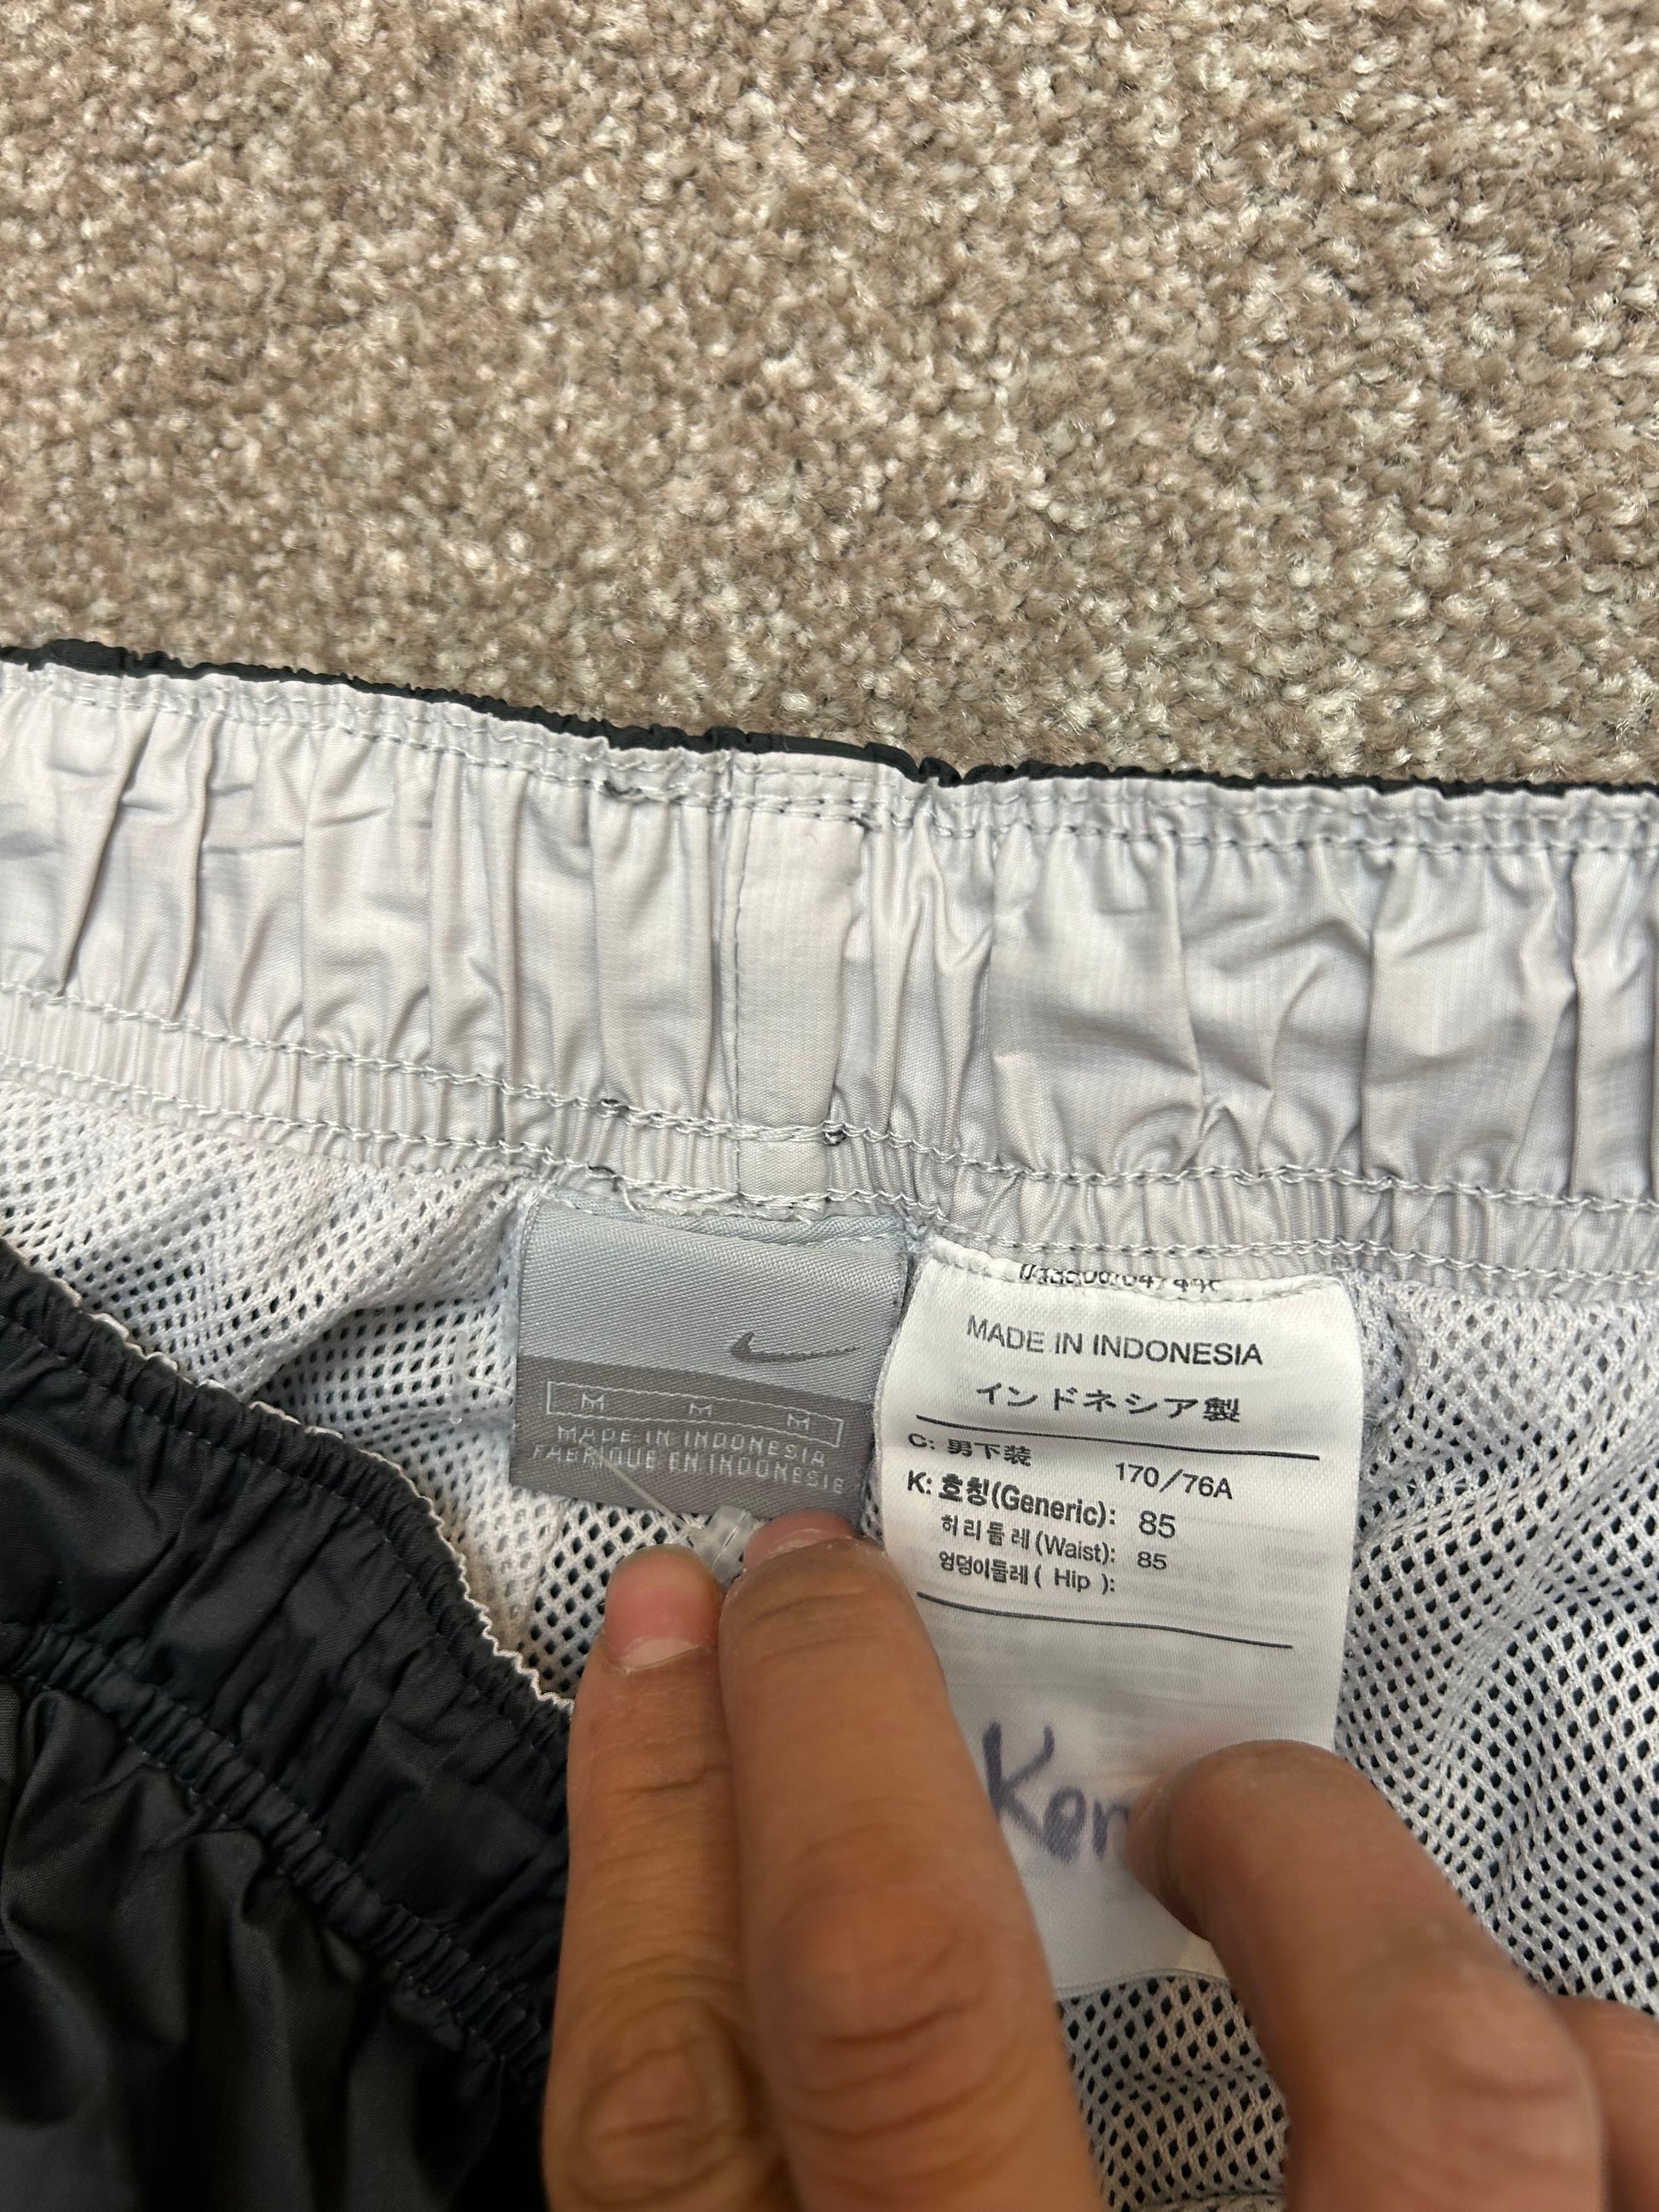 M M M
MADE IN INDONESIA
FABRIQUE EN INDONESIE
MADE IN INDONESIA
インドネシア製
C: 男下装 170/76A
K: 호칭(Generic): 85
허리둘레(Waist): 85
엉덩이둘레( Hip ):